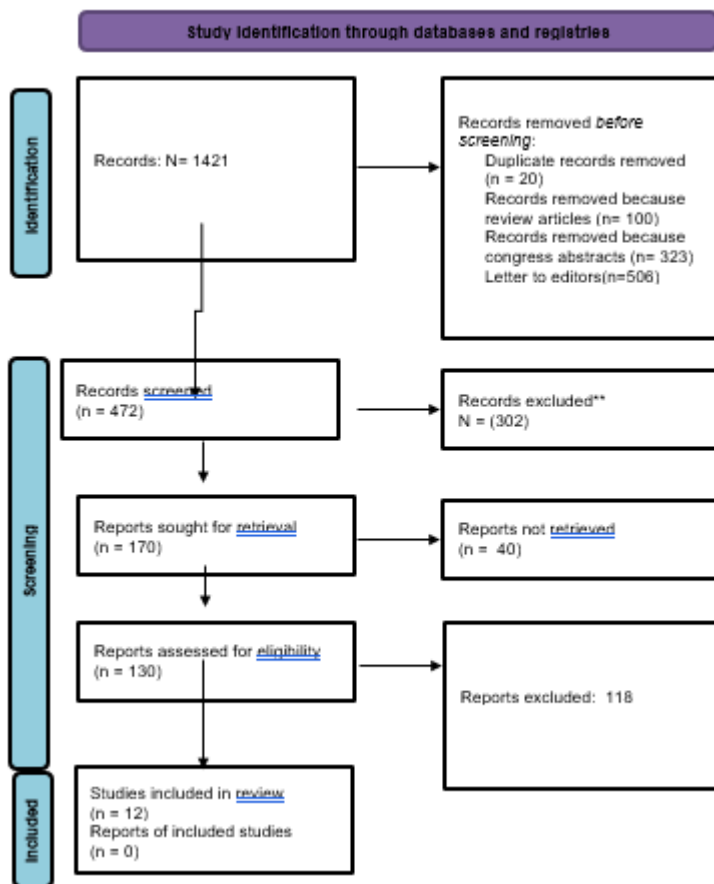 Study identification through databases and registries
Identification
Records: N= 1421
Records removed before
screening:
Duplicate records removed
(n = 20)
Records removed because
review articles (n= 100)
Records removed because
congress abstracts (n= 323)
Letter to editors(n=506)
Screening
Records screened
(n = 472)
Records excluded**
N = (302)
Reports sought for retrieval
(n = 170)
Reports not retrieved
(n = 40)
Reports assessed for eligibility
(n = 130)
Reports excluded: 118
Included
Studies included in review
(n = 12)
Reports of included studies
(n = 0)